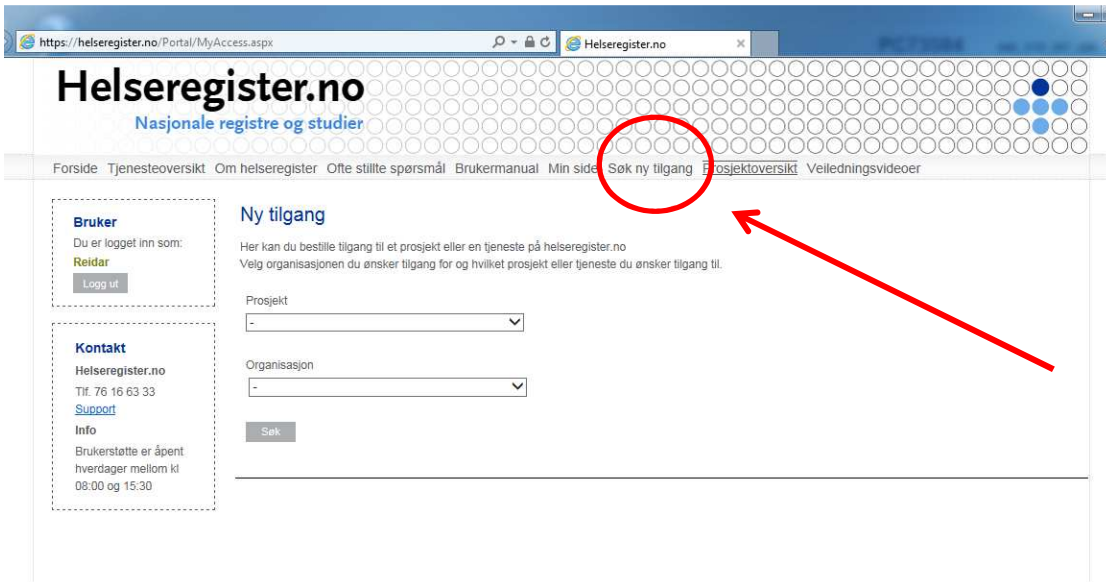 https://helseregister.no/Portal/MyAccess.aspx
Helseregister.no
Helseregister.no
Nasjonale registre og studier
Forside Tjenesteoversikt Om helseregister Ofte stillte spørsmål Brukermanual Min side Søk ny tilgang Prosjektoversikt Veiledningsvideoer
Bruker
Du er logget inn som:
Reidar
Logg ut
Kontakt
Helseregister.no
Tlf. 76 16 63 33
Support
Info
Brukerstøtte er åpent
hverdager mellom kl
08:00 og 15:30
Ny tilgang
Her kan du bestille tilgang til et prosjekt eller en tjeneste på helseregister.no
Velg organisasjonen du ønsker tilgang for og hvilket prosjekt eller tjeneste du ønsker tilgang til.
Prosjekt
-
Organisasjon
-
Søk